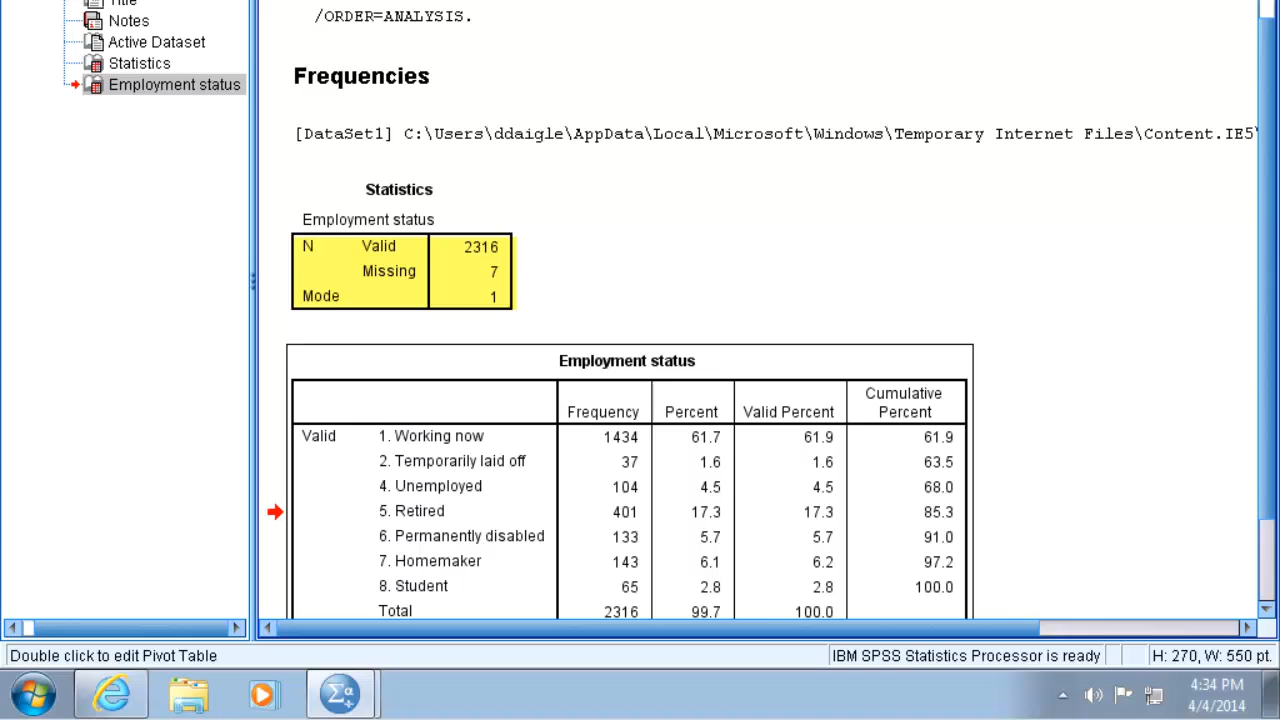 Title
Notes
Active Dataset
Statistics
Employment status
/ORDER=ANALYSIS.
Frequencies
[DataSet1] C:\Users\ddaigle\AppData\Local\Microsoft\Windows\Temporary Internet Files\Content.IE5\
Statistics
Employment status
N Valid 2316
Missing 7
Mode 1
Employment status
Frequency Percent Valid Percent Cumulative Percent
Valid 1. Working now 1434 61.7 61.9 61.9
2. Temporarily laid off 37 1.6 1.6 63.5
4. Unemployed 104 4.5 4.5 68.0
5. Retired 401 17.3 17.3 85.3
6. Permanently disabled 133 5.7 5.7 91.0
7. Homemaker 143 6.1 6.2 97.2
8. Student 65 2.8 2.8 100.0
Total 2316 99.7 100.0
Double click to edit Pivot Table
IBM SPSS Statistics Processor is ready
H: 270, W: 550 pt.
4:34 PM
4/4/2014